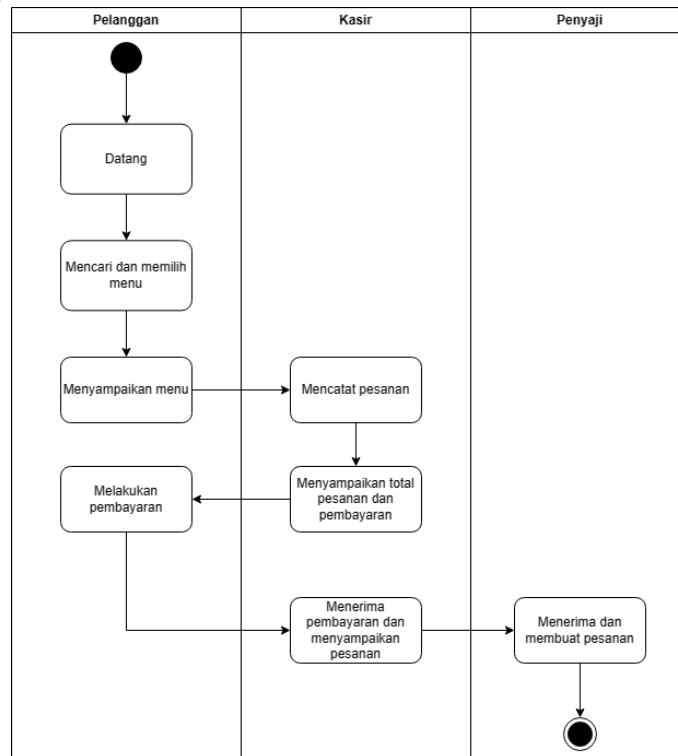 Pelanggan
Kasir
Penyaji
Datang
Mencari dan memilih
menu
Menyampaikan menu
Mencatat pesanan
Melakukan
pembayaran
Menyampaikan total
pesanan dan
pembayaran
Menerima
pembayaran dan
menyampaikan
pesanan
Menerima dan
membuat pesanan